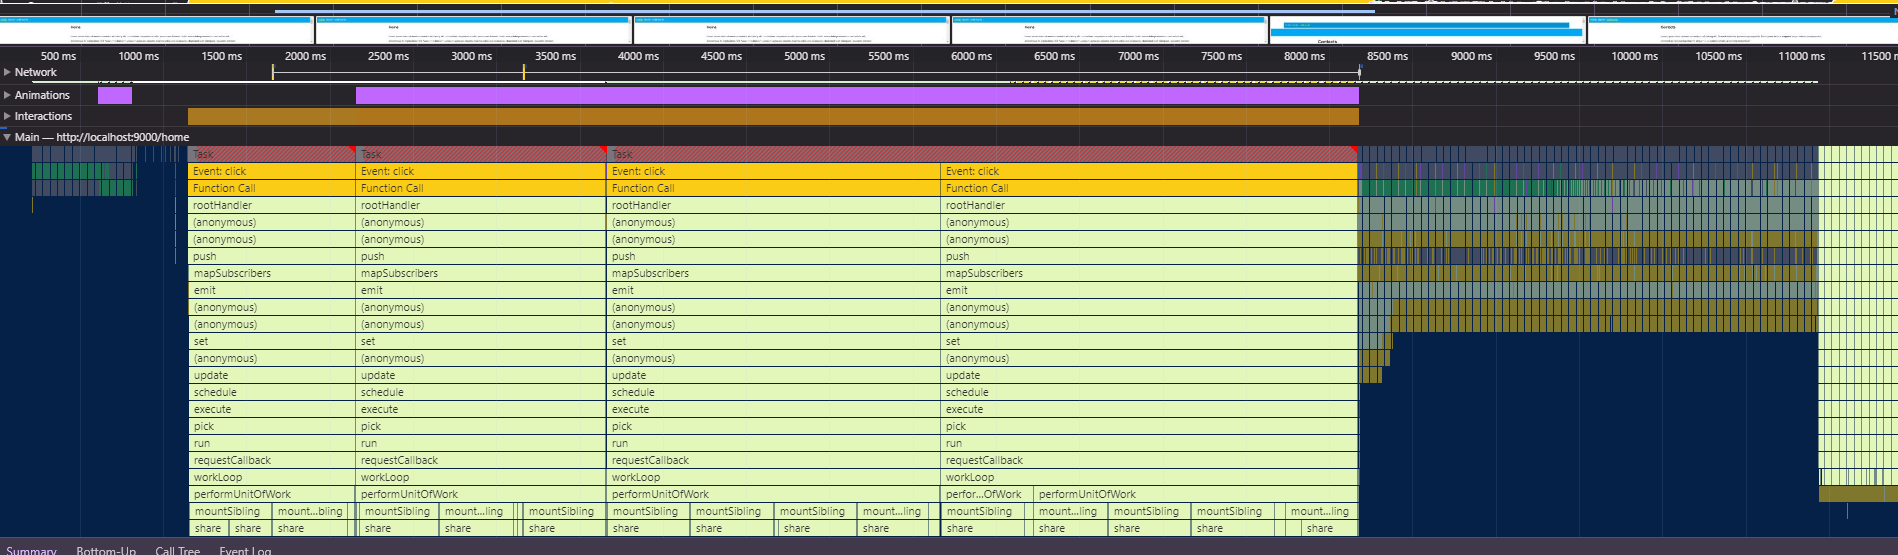 500 ms 1000 ms 1500 ms 2000 ms 2500 ms 3000 ms 3500 ms 4000 ms 4500 ms 5000 ms 5500 ms 6000 ms 6500 ms 7000 ms 7500 ms 8000 ms 8500 ms 9000 ms 9500 ms 10000 ms 10500 ms 11000 ms 11500 m
Network
Animations
Interactions
Main — http://localhost:9000/home
Task Task Task
Event: click Event: click Event: click Event: click
Function Call Function Call Function Call Function Call
rootHandler rootHandler rootHandler rootHandler
(anonymous) (anonymous) (anonymous) (anonymous)
(anonymous) (anonymous) (anonymous) (anonymous)
push push push push
mapSubscribers mapSubscribers mapSubscribers mapSubscribers
emit emit emit emit
(anonymous) (anonymous) (anonymous) (anonymous)
(anonymous) (anonymous) (anonymous) (anonymous)
set set set set
(anonymous) (anonymous) (anonymous) (anonymous)
update update update update
schedule schedule schedule schedule
execute execute execute execute
pick pick pick pick
run run run run
requestCallback requestCallback requestCallback requestCallback
workLoop workLoop workLoop workLoop
performUnitOfWork performUnitOfWork performUnitOfWork perfor...OfWork performUnitOfWork
mountSibling mount...bling mountSibling mount...ling mountSibling mountSibling mountSibling mountSibling mount...ling mountSibling mount...ling mountSibling mountSibling mount...ling
share share share share share share share share share share share share share share share
Summary Bottom-Up Call Tree Event Log